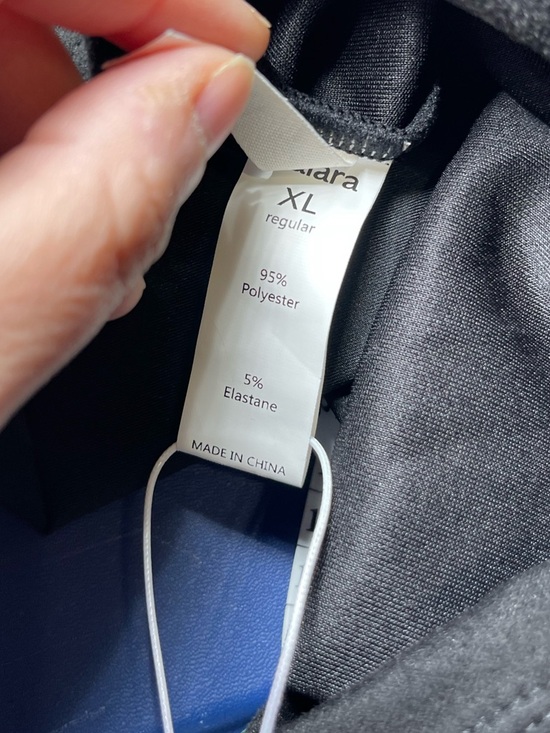 XL
regular
95%
Polyester
5%
Elastane
MADE IN CHINA